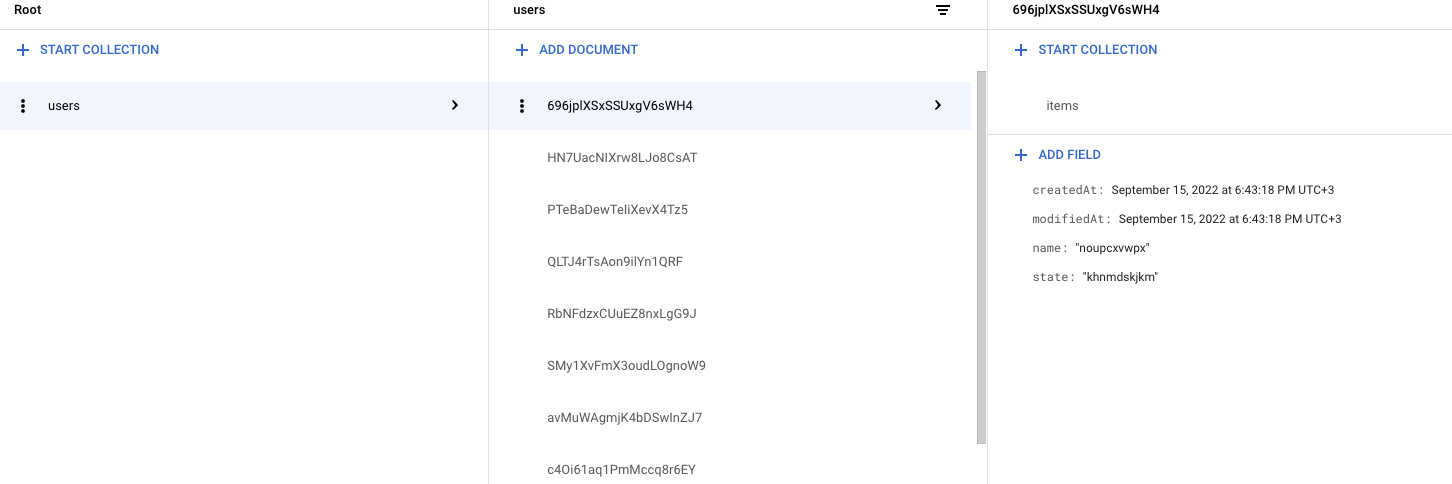 Root
START COLLECTION
users
users
ADD DOCUMENT
696jplXSxSSUxgV6sWH4
HN7UacNIXrw8LJo8CsAT
PTeBaDewTeliXevX4Tz5
QLTJ4rTsAon9ilYn1QRF
RbNFdzxCUuEZ8nxLgG9J
SMy1XvFmX3oudLOgnoW9
avMuWAgmjK4bDSwInZJ7
c4Oi61aq1PmMccq8r6EY
696jplXSxSSUxgV6sWH4
START COLLECTION
items
ADD FIELD
createdAt: September 15, 2022 at 6:43:18 PM UTC+3
modifiedAt: September 15, 2022 at 6:43:18 PM UTC+3
name: "noupcxvwpx"
state: "khnmdskjkm"